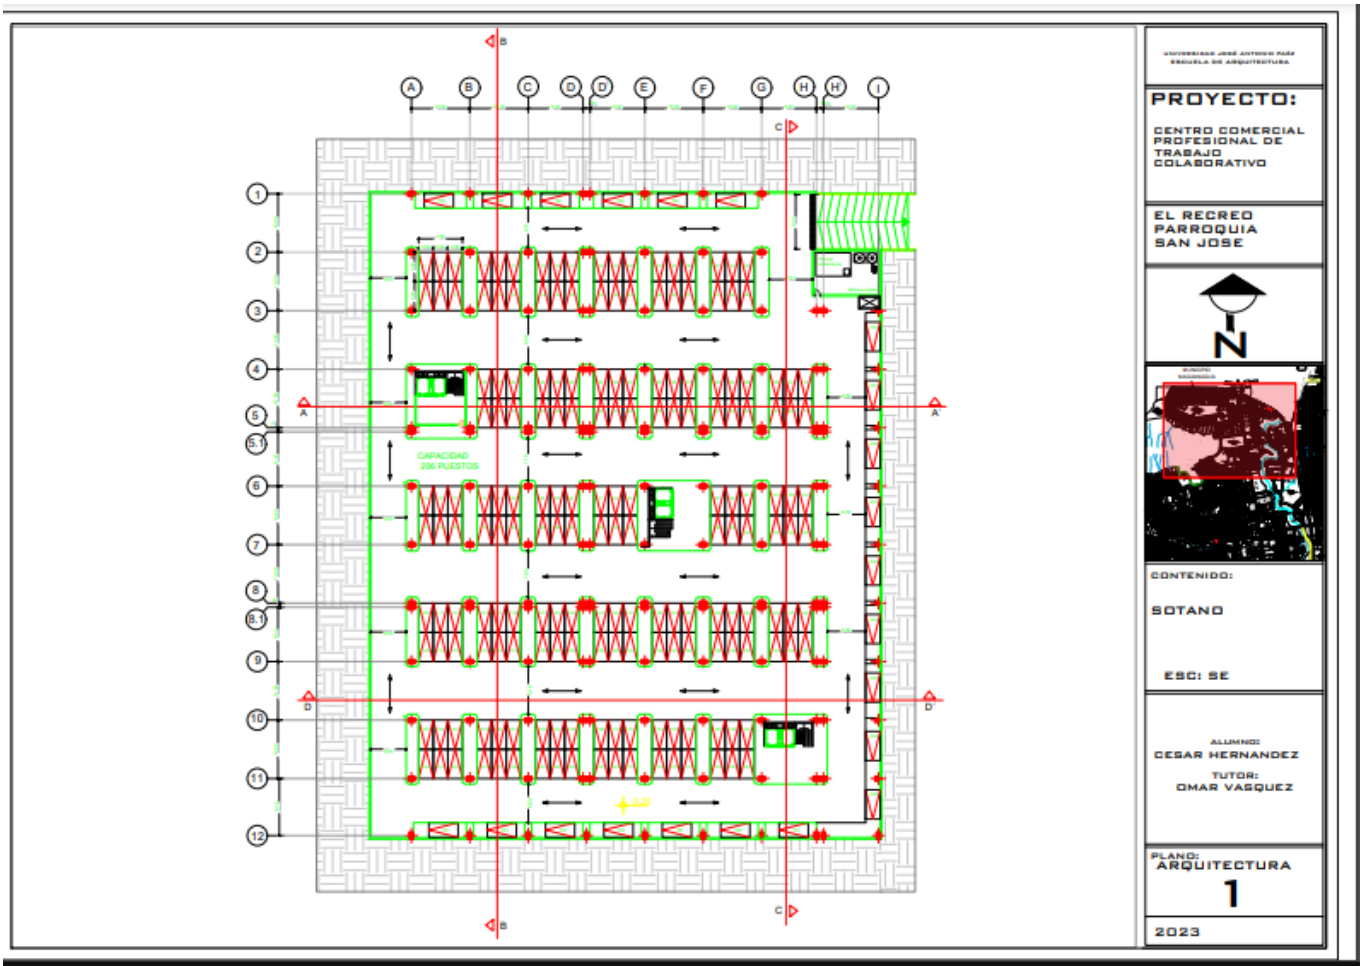 B
A
B
C
D
D'
E
F
G
H
H'
I
C
1
2
3
4
5
5.1
6
7
8
8.1
9
10
11
12
A
A'
CAPACIDAD
206 PUESTOS
D
D'
C
B
UNIVERSIDAD JOSÉ ANTONIO PAÉZ
ESCUELA DE ARQUITECTURA
PROYECTO:
CENTRO COMERCIAL
PROFESIONAL DE
TRABAJO
COLABORATIVO
EL RECREO
PARROQUIA
SAN JOSE
N
MUNICIPIO
NAGUANAGUA
CONTENIDO:
SOTANO
ESC: SE
ALUMNO:
CESAR HERNANDEZ
TUTOR:
OMAR VASQUEZ
PLANO:
ARQUITECTURA
1
2023